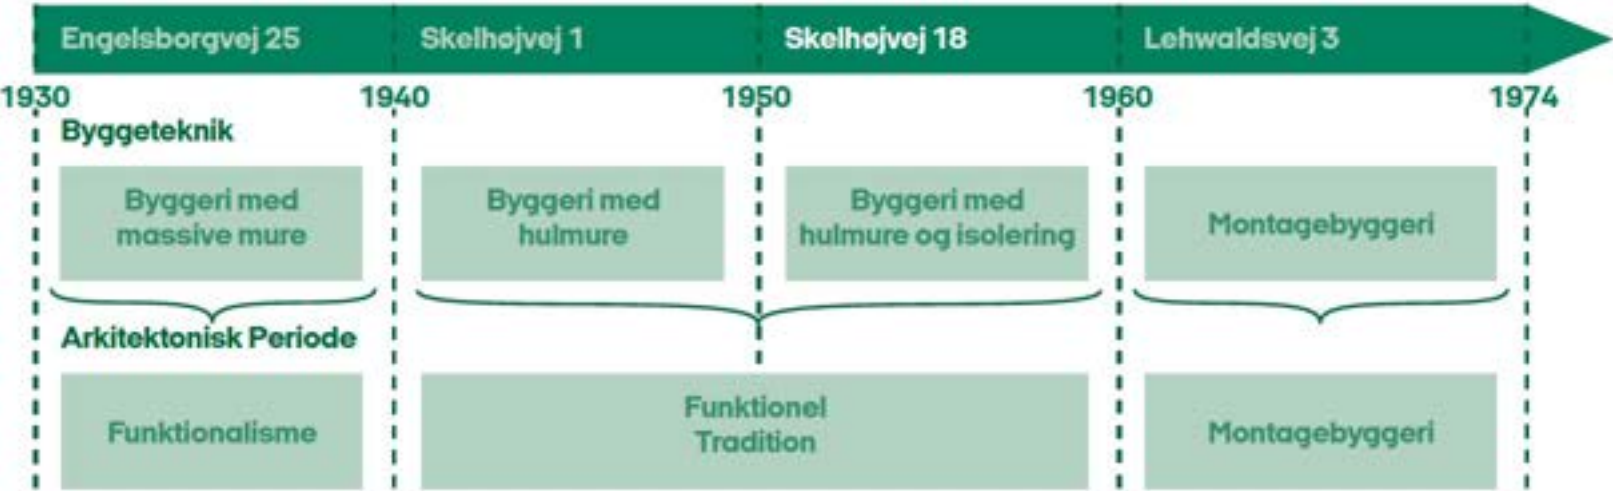 Engelsborgvej 25
Skelhøjvej 1
Skelhøjvej 18
Lehwaldsvej 3
1930
1940
1950
1960
1974
Byggeteknik
Byggeri med
massive mure
Byggeri med
hulmure
Byggeri med
hulmure og isolering
Montagebyggeri
Arkitektonisk Periode
Funktionalisme
Funktionel
Tradition
Montagebyggeri